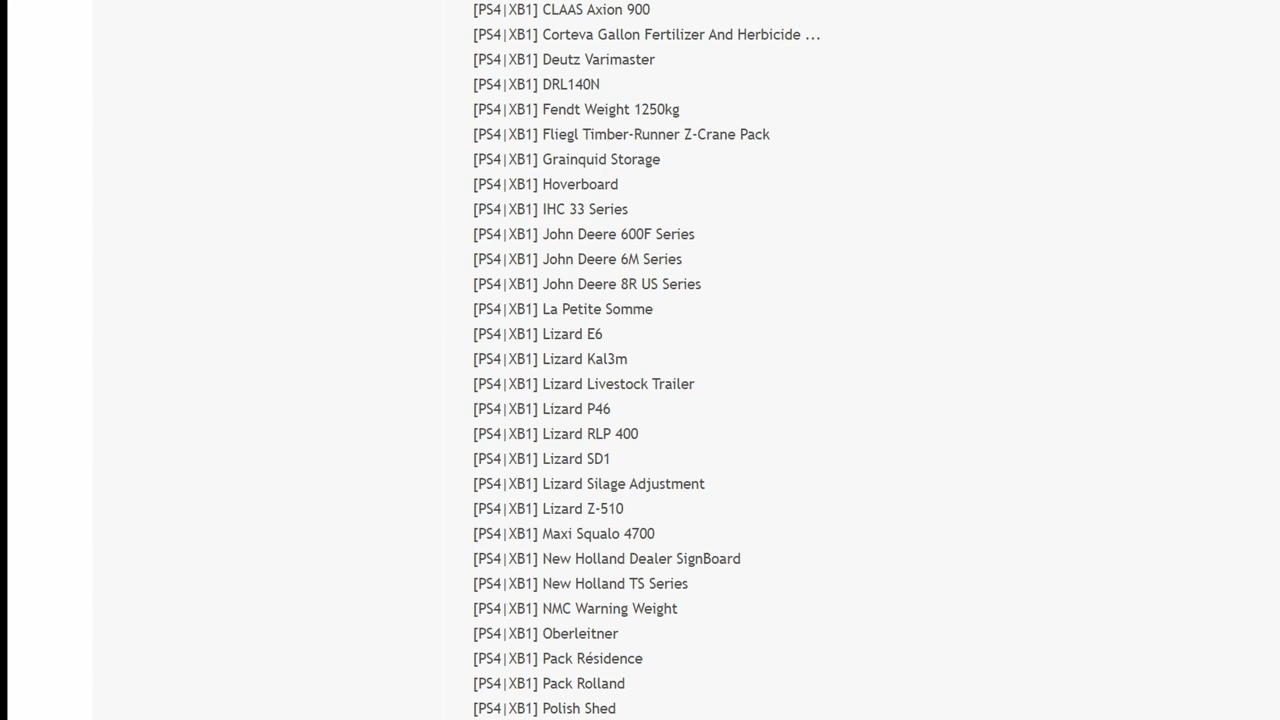 [PS4|XB1] CLAAS Axion 900
[PS4|XB1] Corteva Gallon Fertilizer And Herbicide ...
[PS4|XB1] Deutz Varimaster
[PS4|XB1] DRL140N
[PS4|XB1] Fendt Weight 1250kg
[PS4|XB1] Fliegl Timber-Runner Z-Crane Pack
[PS4|XB1] Grainquid Storage
[PS4|XB1] Hoverboard
[PS4|XB1] IHC 33 Series
[PS4|XB1] John Deere 600F Series
[PS4|XB1] John Deere 6M Series
[PS4|XB1] John Deere 8R US Series
[PS4|XB1] La Petite Somme
[PS4|XB1] Lizard E6
[PS4|XB1] Lizard Kal3m
[PS4|XB1] Lizard Livestock Trailer
[PS4|XB1] Lizard P46
[PS4|XB1] Lizard RLP 400
[PS4|XB1] Lizard SD1
[PS4|XB1] Lizard Silage Adjustment
[PS4|XB1] Lizard Z-510
[PS4|XB1] Maxi Squalo 4700
[PS4|XB1] New Holland Dealer SignBoard
[PS4|XB1] New Holland TS Series
[PS4|XB1] NMC Warning Weight
[PS4|XB1] Oberleitner
[PS4|XB1] Pack Résidence
[PS4|XB1] Pack Rolland
[PS4|XB1] Polish Shed